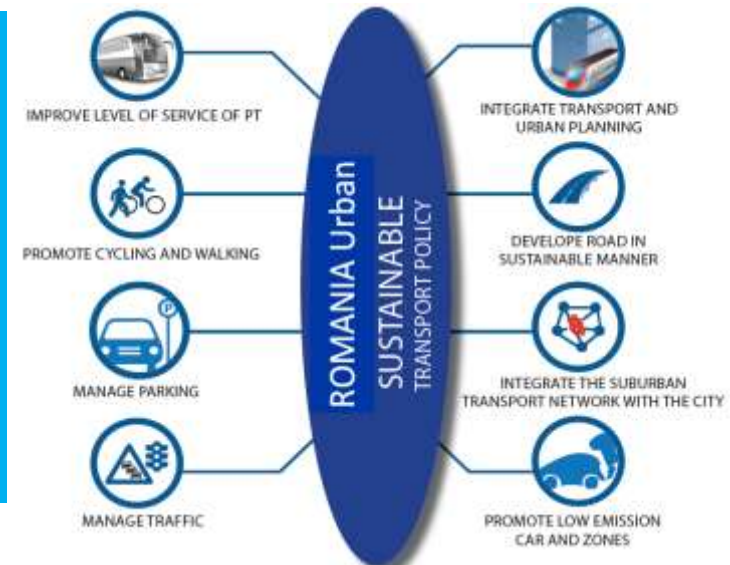 IMPROVE LEVEL OF SERVICE OF PT
PROMOTE CYCLING AND WALKING
P
MANAGE PARKING
MANAGE TRAFFIC
ROMANIA Urban
SUSTAINABLE
TRANSPORT POLICY
INTEGRATE TRANSPORT AND
URBAN PLANNING
DEVELOPE ROAD IN
SUSTAINABLE MANNER
INTEGRATE THE SUBURBAN
TRANSPORT NETWORK WITH THE CITY
PROMOTE LOW EMISSION
CAR AND ZONES